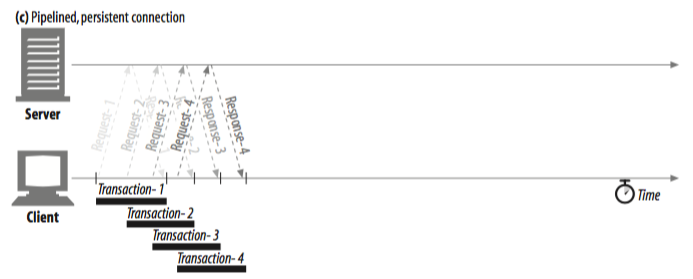 (c) Pipelined, persistent connection
Server
Request-1
Request-2
Request-3
Request-4
Response-3
Response-4
Client
Time
Transaction-1
Transaction-2
Transaction-3
Transaction-4